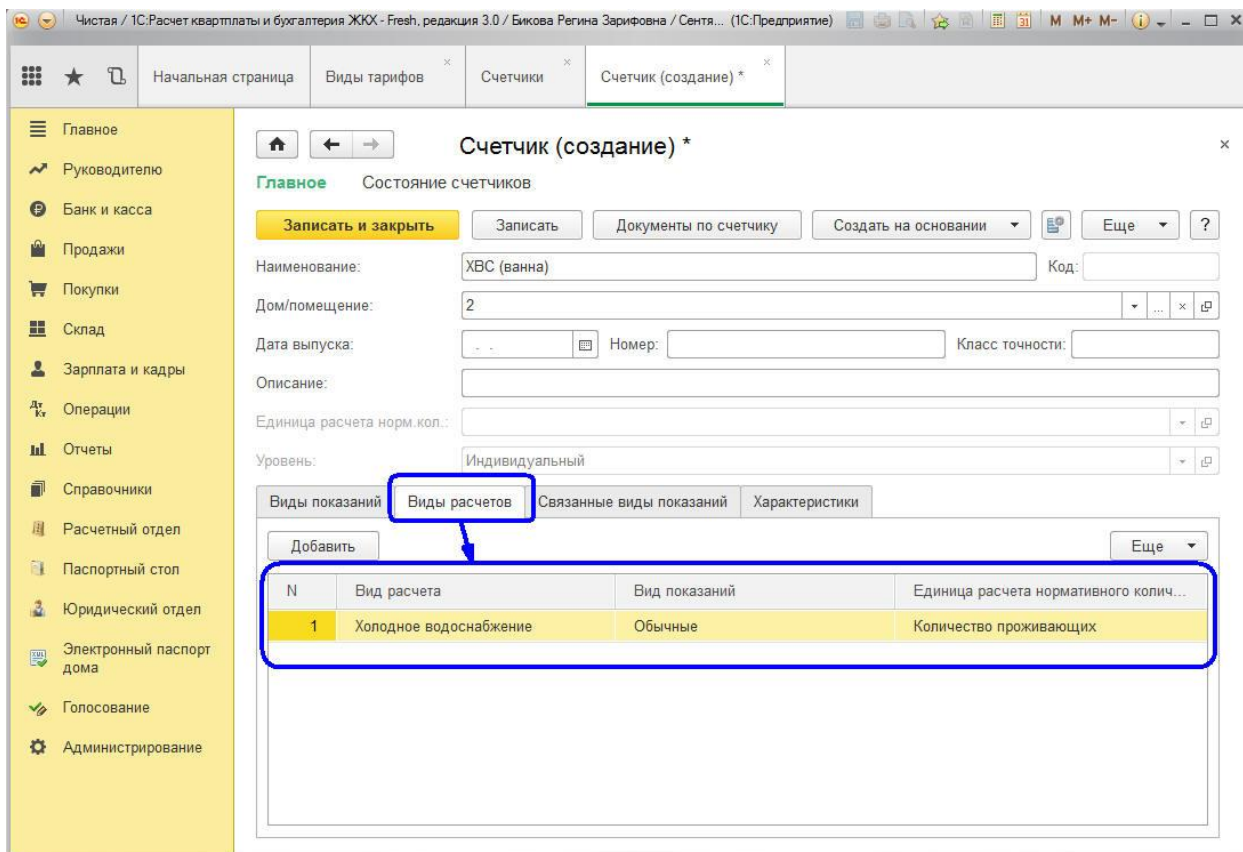 Чистая / 1С:Расчет квартплаты и бухгалтерия ЖКХ - Fresh, редакция 3.0 / Бикова Регина Зарифовна / Сентя... (1С:Предприятие) M M+ M-
Начальная страница Виды тарифов Счетчики Счетчик (создание) *
Главное
Руководителю
Банк и касса
Продажи
Покупки
Склад
Зарплата и кадры
Операции
Отчеты
Справочники
Расчетный отдел
Паспортный стол
Юридический отдел
Электронный паспорт
дома
Голосование
Администрирование
Счетчик (создание) *
Главное Состояние счетчиков
Записать и закрыть Записать Документы по счетчику Создать на основании Еще ?
Наименование: ХВС (ванна) Код:
Дом/помещение: 2
Дата выпуска: . . Номер: Класс точности:
Описание:
Единица расчета норм.кол.:
Уровень: Индивидуальный
Виды показаний Виды расчетов Связанные виды показаний Характеристики
Добавить Еще
N Вид расчета Вид показаний Единица расчета нормативного колич...
1 Холодное водоснабжение Обычные Количество проживающих